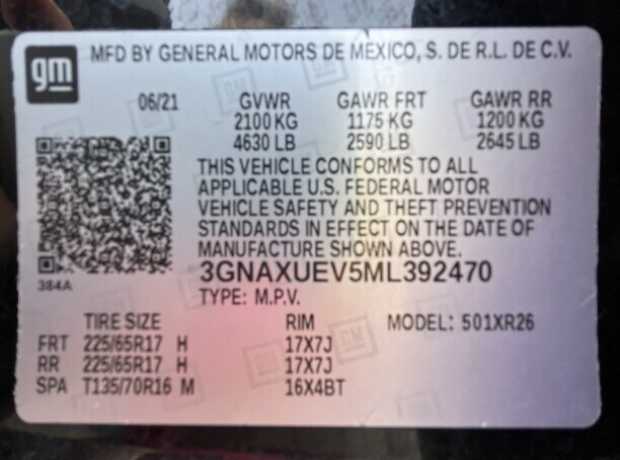 gm
MFD BY GENERAL MOTORS DE MEXICO, S. DE R.L. DE C.V.
06/21 GVWR GAWR FRT GAWR RR
2100 KG 1175 KG 1200 KG
4630 LB 2590 LB 2645 LB
THIS VEHICLE CONFORMS TO ALL
APPLICABLE U.S. FEDERAL MOTOR
VEHICLE SAFETY AND THEFT PREVENTION
STANDARDS IN EFFECT ON THE DATE OF
MANUFACTURE SHOWN ABOVE.
384A
3GNAXUEV5ML392470
TYPE: M.P.V.
TIRE SIZE RIM MODEL: 501XR26
FRT 225/65R17 H 17X7J
RR 225/65R17 H 17X7J
SPA T135/70R16 M 16X4BT